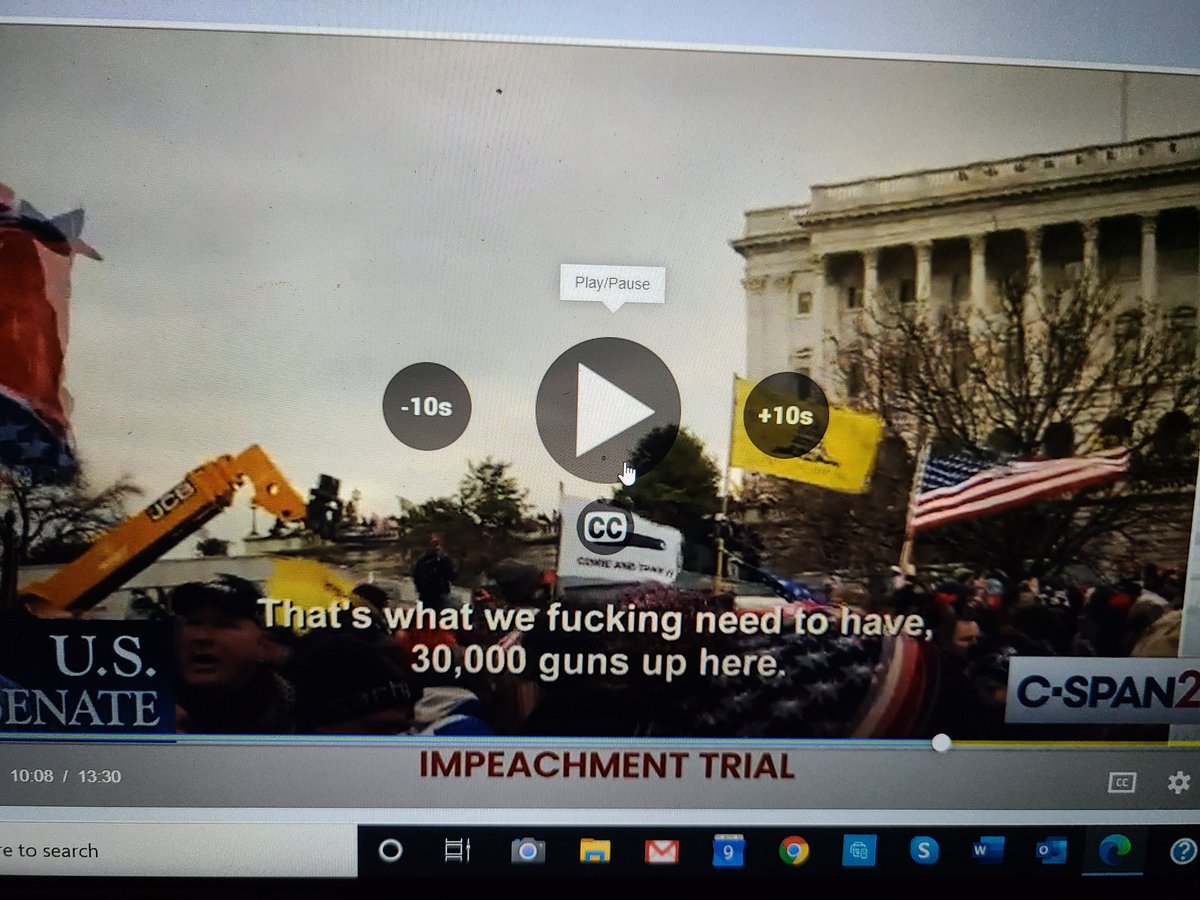 Play/Pause
-10s
+10s
JCB
CC
COME AND TAKE IT
That's what we fucking need to have,
30,000 guns up here.
U.S.
SENATE
C-SPAN2
IMPEACHMENT TRIAL
10:08 / 13:30
CC
re to search
9
S
W
O
?